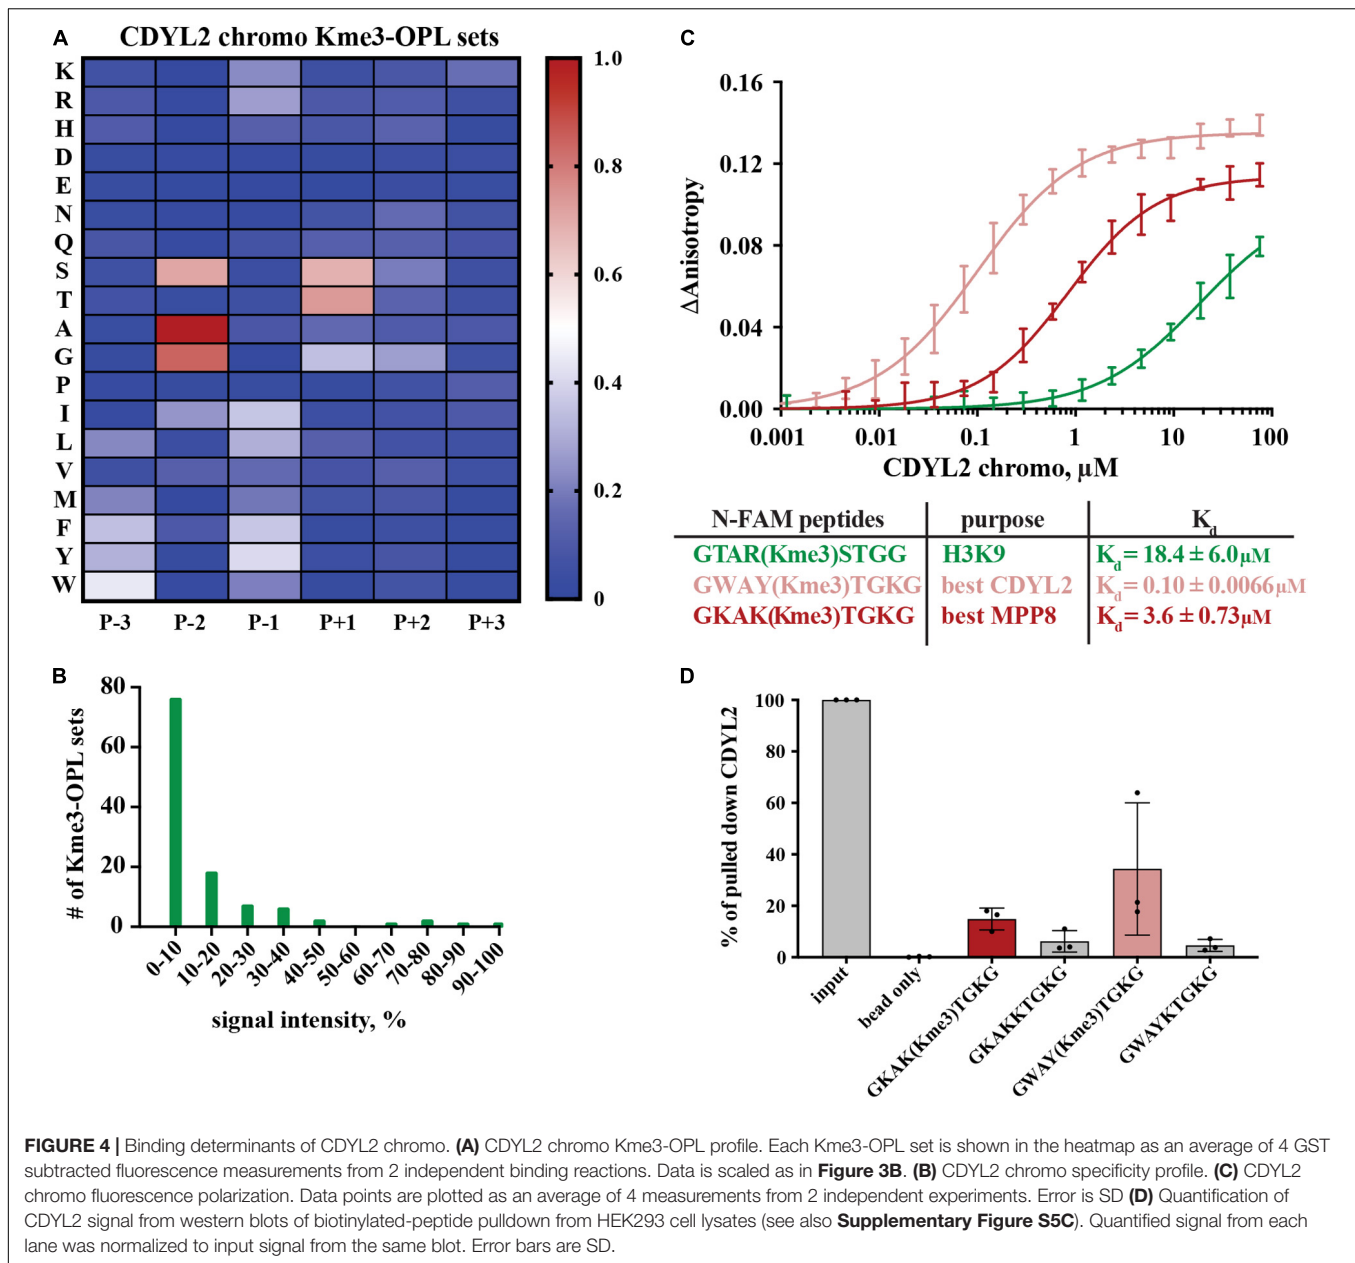 A
CDYL2 chromo Kme3-OPL sets
K
R
H
D
E
N
Q
S
T
A
G
P
I
L
V
M
F
Y
W
P-3 P-2 P-1 P+1 P+2 P+3
1.0
0.8
0.6
0.4
0.2
0
C
ΔAnisotropy
0.16
0.12
0.08
0.04
0.00
0.001 0.01 0.1 1 10 100
CDYL2 chromo, μM
N-FAM peptides purpose Kd
GTAR(Kme3)STGG H3K9 Kd = 18.4 ± 6.0μM
GWAY(Kme3)TGKG best CDYL2 Kd = 0.10 ± 0.0066μM
GKAK(Kme3)TGKG best MPP8 Kd = 3.6 ± 0.73μM
B
# of Kme3-OPL sets
80
60
40
20
0
0-10 10-20 20-30 30-40 40-50 50-60 60-70 70-80 80-90 90-100
signal intensity, %
D
% of pulled down CDYL2
100
80
60
40
20
0
input bead only GKAK(Kme3)TGKG GKAKKTGKG GWAY(Kme3)TGKG GWAYKTGKG
FIGURE 4 | Binding determinants of CDYL2 chromo. (A) CDYL2 chromo Kme3-OPL profile. Each Kme3-OPL set is shown in the heatmap as an average of 4 GST
subtracted fluorescence measurements from 2 independent binding reactions. Data is scaled as in Figure 3B. (B) CDYL2 chromo specificity profile. (C) CDYL2
chromo fluorescence polarization. Data points are plotted as an average of 4 measurements from 2 independent experiments. Error is SD (D) Quantification of
CDYL2 signal from western blots of biotinylated-peptide pulldown from HEK293 cell lysates (see also Supplementary Figure S5C). Quantified signal from each
lane was normalized to input signal from the same blot. Error bars are SD.